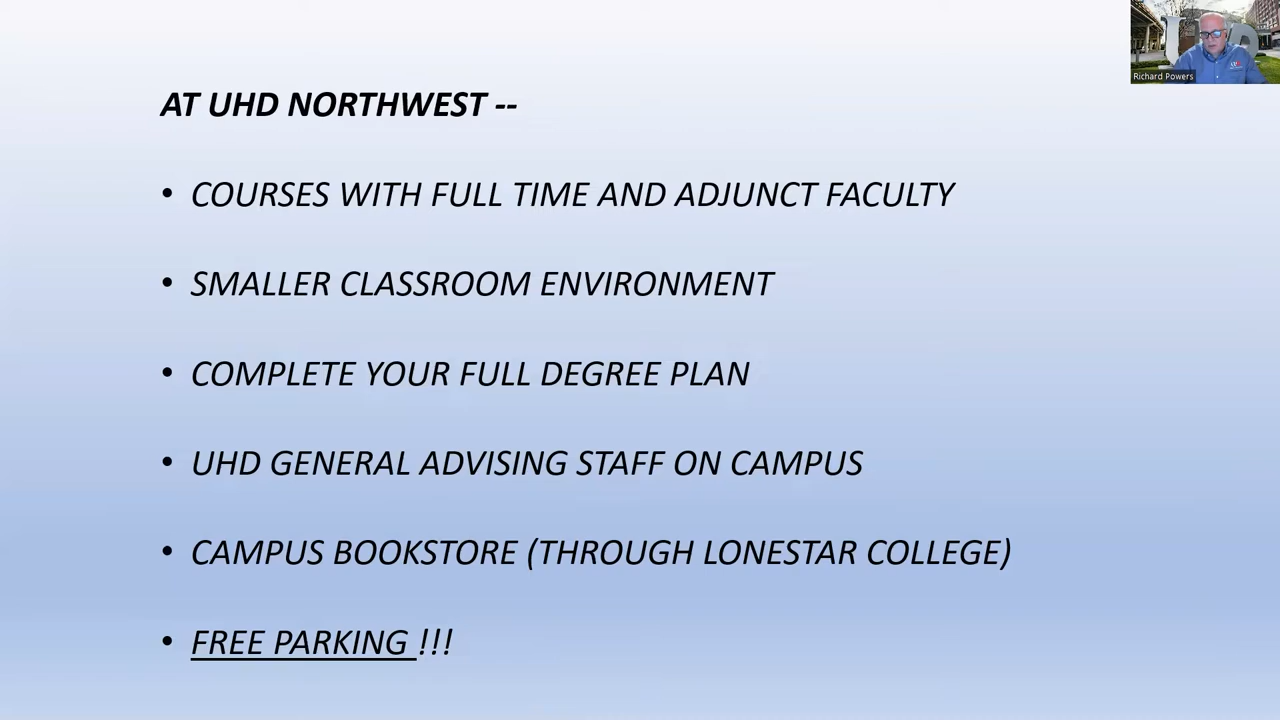 Richard Powers
AT UHD NORTHWEST --
• COURSES WITH FULL TIME AND ADJUNCT FACULTY
• SMALLER CLASSROOM ENVIRONMENT
• COMPLETE YOUR FULL DEGREE PLAN
• UHD GENERAL ADVISING STAFF ON CAMPUS
• CAMPUS BOOKSTORE (THROUGH LONESTAR COLLEGE)
• FREE PARKING !!!